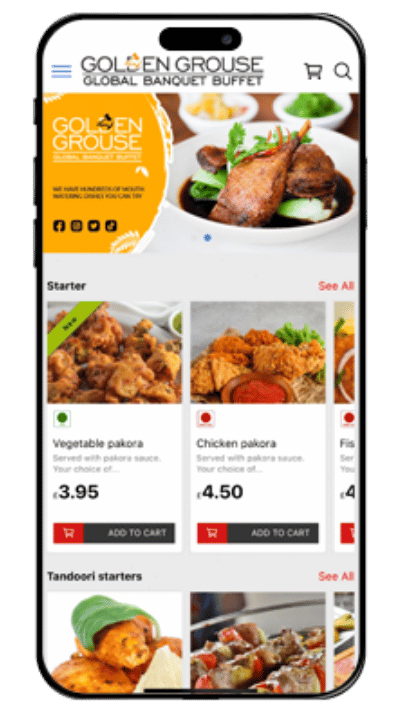 GOLDEN GROUSE
GLOBAL BANQUET BUFFET
GOLDEN
GROUSE
GLOBAL BANQUET BUFFET
WE HAVE HUNDREDS OF MOUTH
WATERING DISHES YOU CAN TRY
Starter
See All
New
Vegetable pakora
Served with pakora sauce.
Your choice of...
£3.95
ADD TO CART
Chicken pakora
Served with pakora sauce.
Your choice of...
£4.50
ADD TO CART
Fis
Ser
You
£4
Tandoori starters
See All